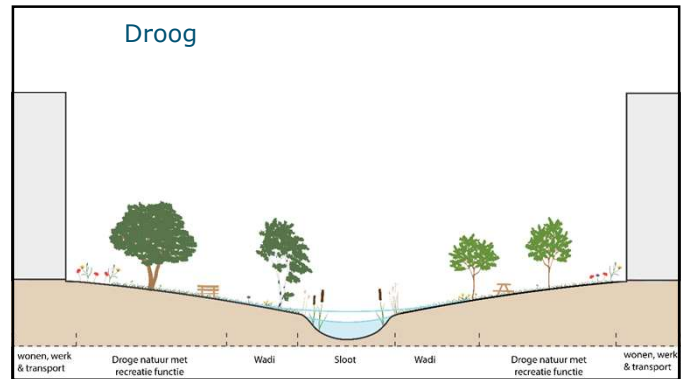 Droog
wonen, werk
& transport
Droge natuur met
recreatie functie
Wadi
Sloot
Wadi
Droge natuur met
recreatie functie
wonen, werk
& transport